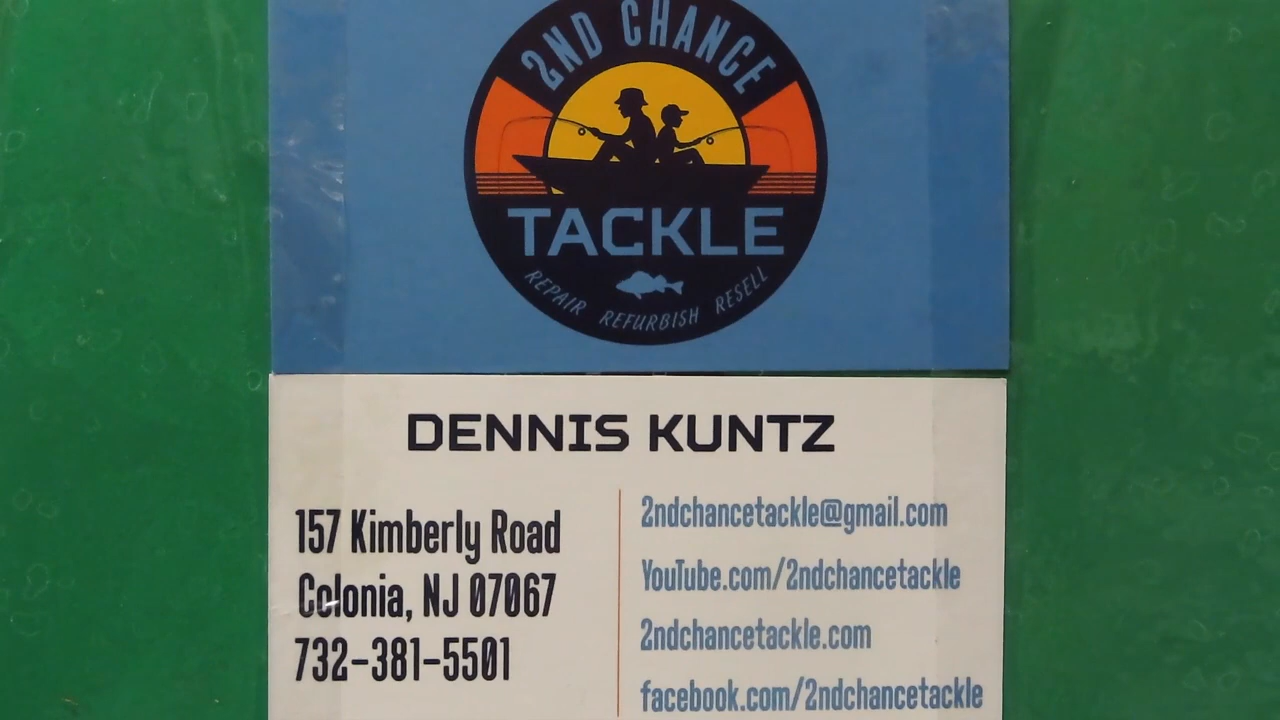 2ND CHANCE
TACKLE
REPAIR REFURBISH RESELL
DENNIS KUNTZ
157 Kimberly Road
Colonia, NJ 07067
732-381-5501
2ndchancetackle@gmail.com
YouTube.com/2ndchancetackle
2ndchancetackle.com
facebook.com/2ndchancetackle